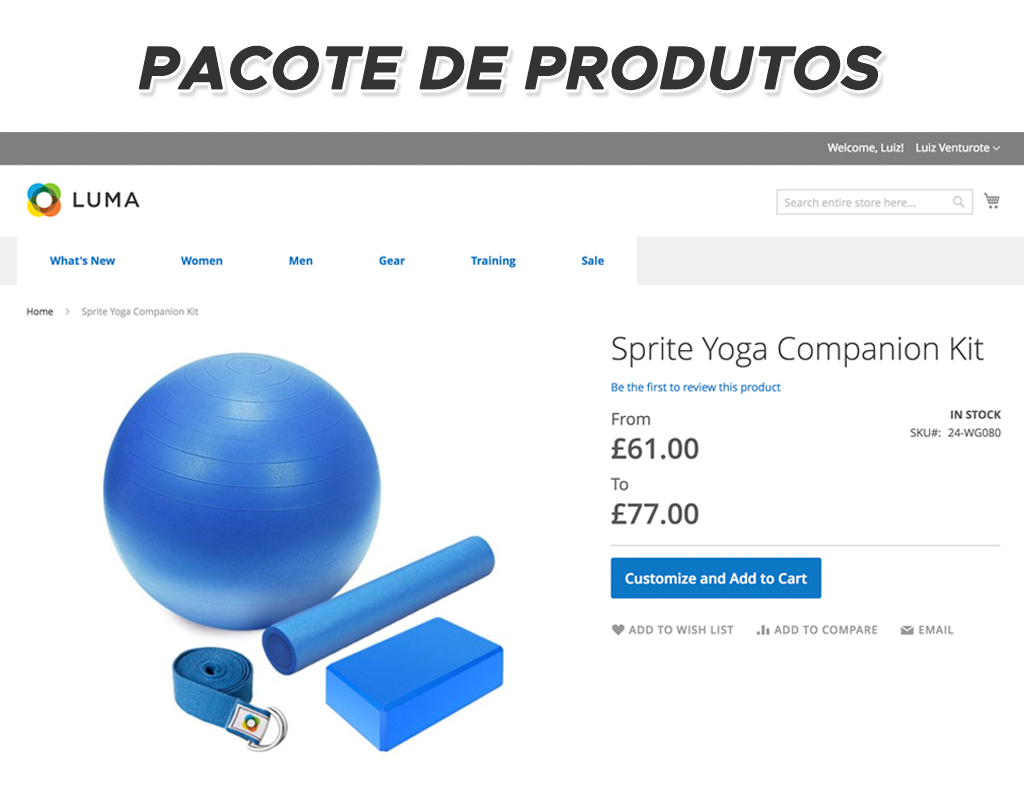 PACOTE DE PRODUTOS
Welcome, Luiz! Luiz Venturote
LUMA
Search entire store here...
What's New Women Men Gear Training Sale
Home Sprite Yoga Companion Kit
Sprite Yoga Companion Kit
Be the first to review this product
From
£61.00
IN STOCK
SKU#: 24-WG080
To
£77.00
Customize and Add to Cart
ADD TO WISH LIST ADD TO COMPARE EMAIL